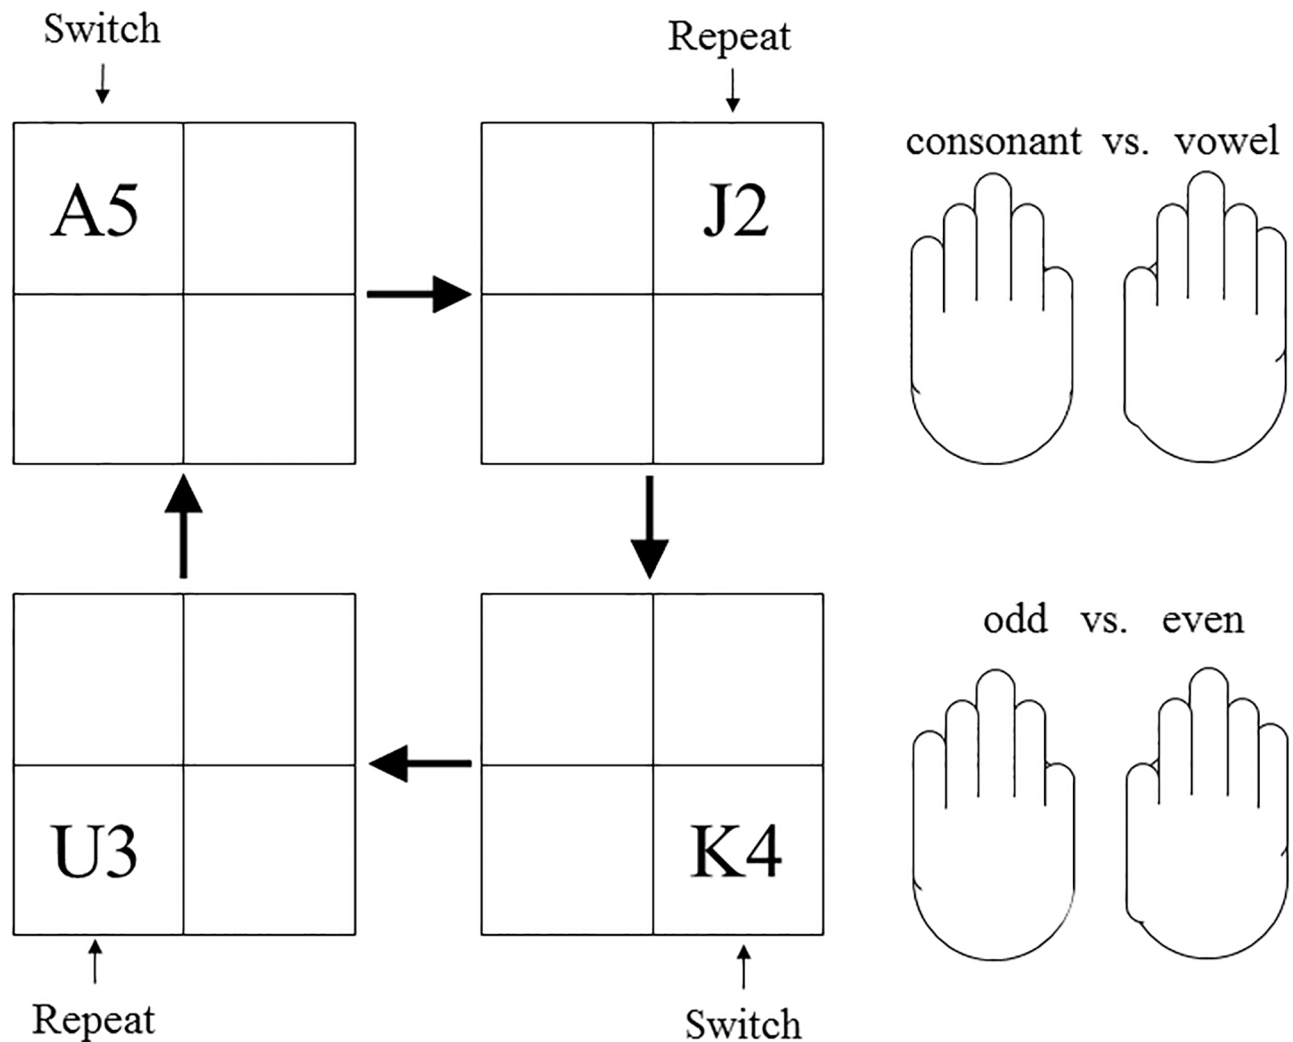 Switch
Repeat
A5
J2
consonant vs. vowel
U3
K4
odd vs. even
Repeat
Switch